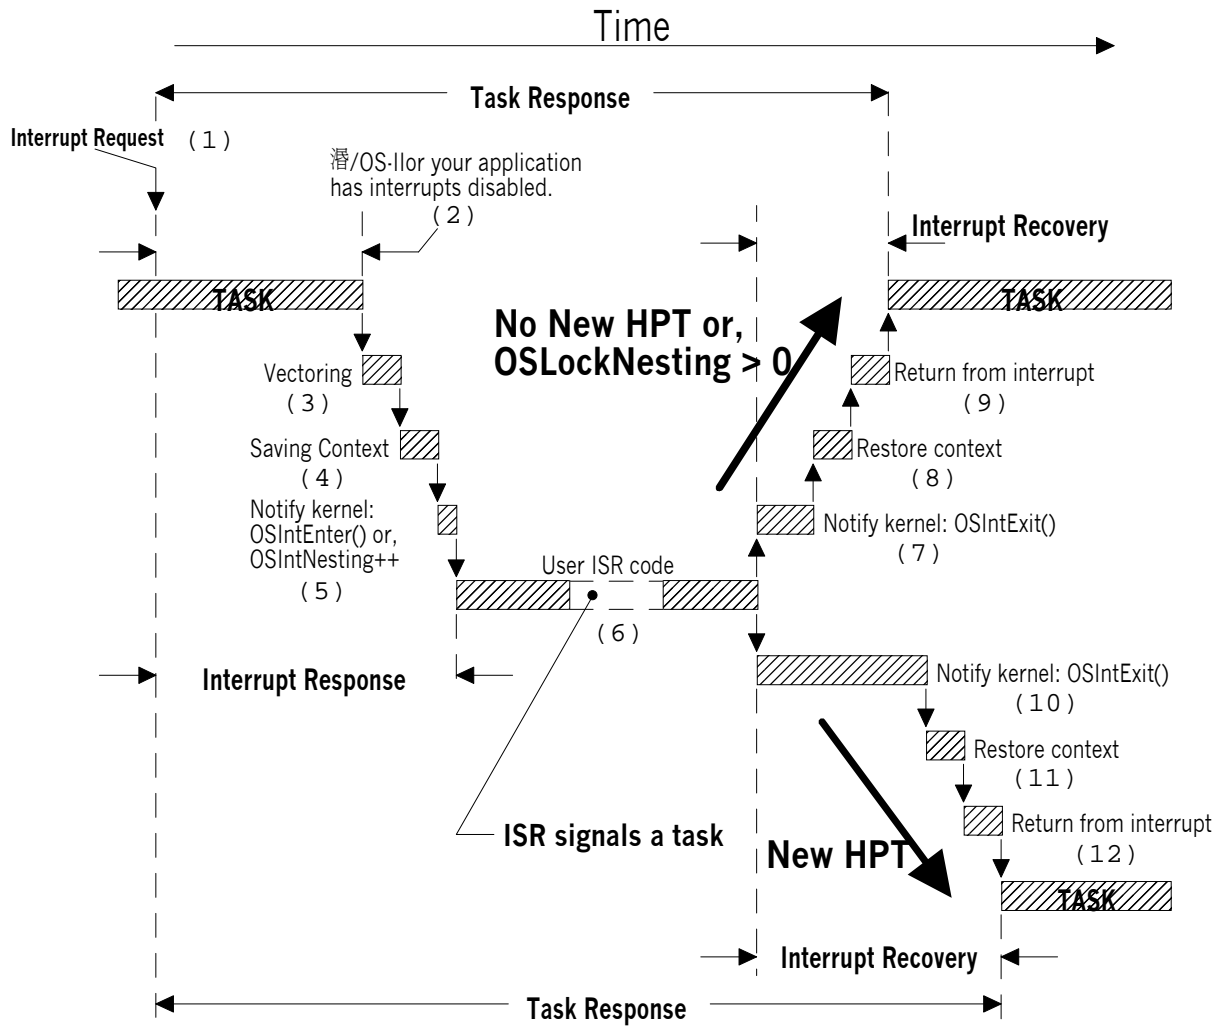 Time
Task Response
Interrupt Request (1)
湣/OS-IIor your application
has interrupts disabled.
(2)
Interrupt Recovery
TASK
TASK
No New HPT or,
OSLockNesting > 0
Vectoring
(3)
Return from interrupt
(9)
Saving Context
(4)
Restore context
(8)
Notify kernel:
OSIntEnter() or,
OSIntNesting++
(5)
Notify kernel: OSIntExit()
(7)
User ISR code
(6)
Interrupt Response
Notify kernel: OSIntExit()
(10)
Restore context
(11)
ISR signals a task
New HPT
Return from interrupt
(12)
TASK
Interrupt Recovery
Task Response